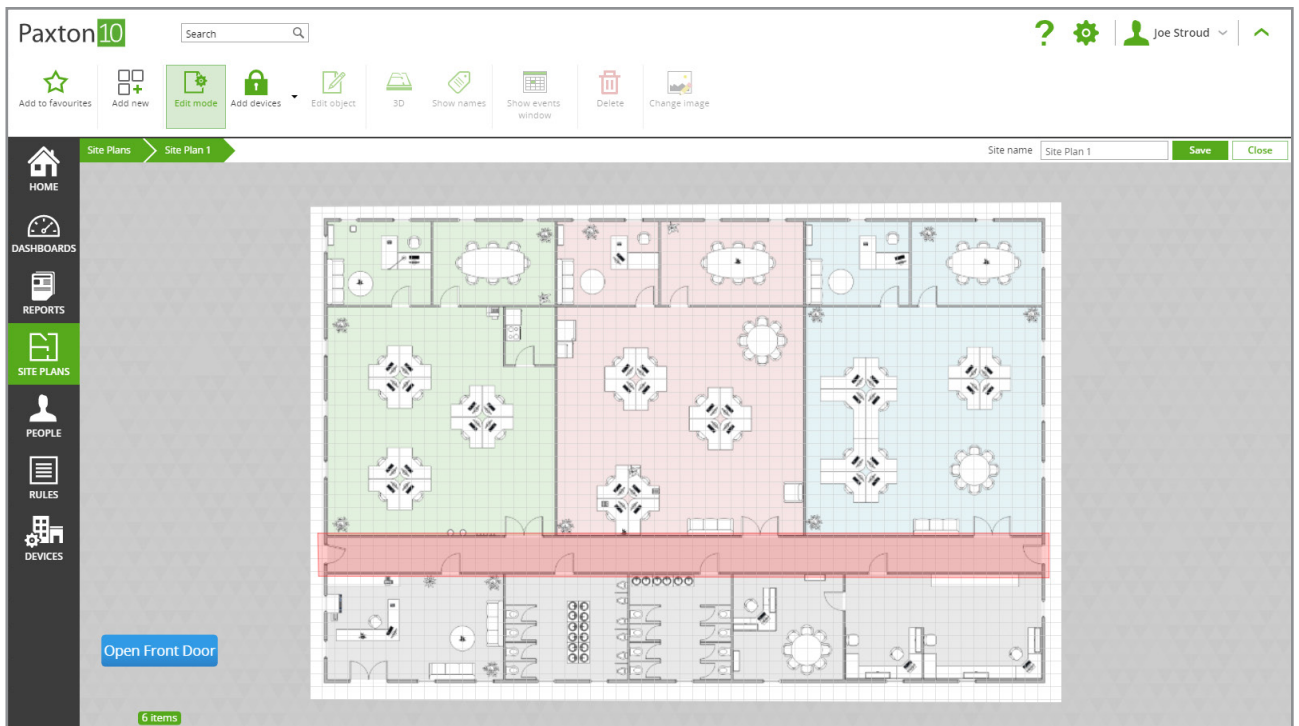 Paxton10
Search
Joe Stroud
Add to favourites
Add new
Edit mode
Add devices
Edit object
3D
Show names
Show events
window
Delete
Change image
Site Plans
Site Plan 1
Site name
Site Plan 1
Save
Close
HOME
DASHBOARDS
REPORTS
SITE PLANS
PEOPLE
RULES
DEVICES
Open Front Door
6 items